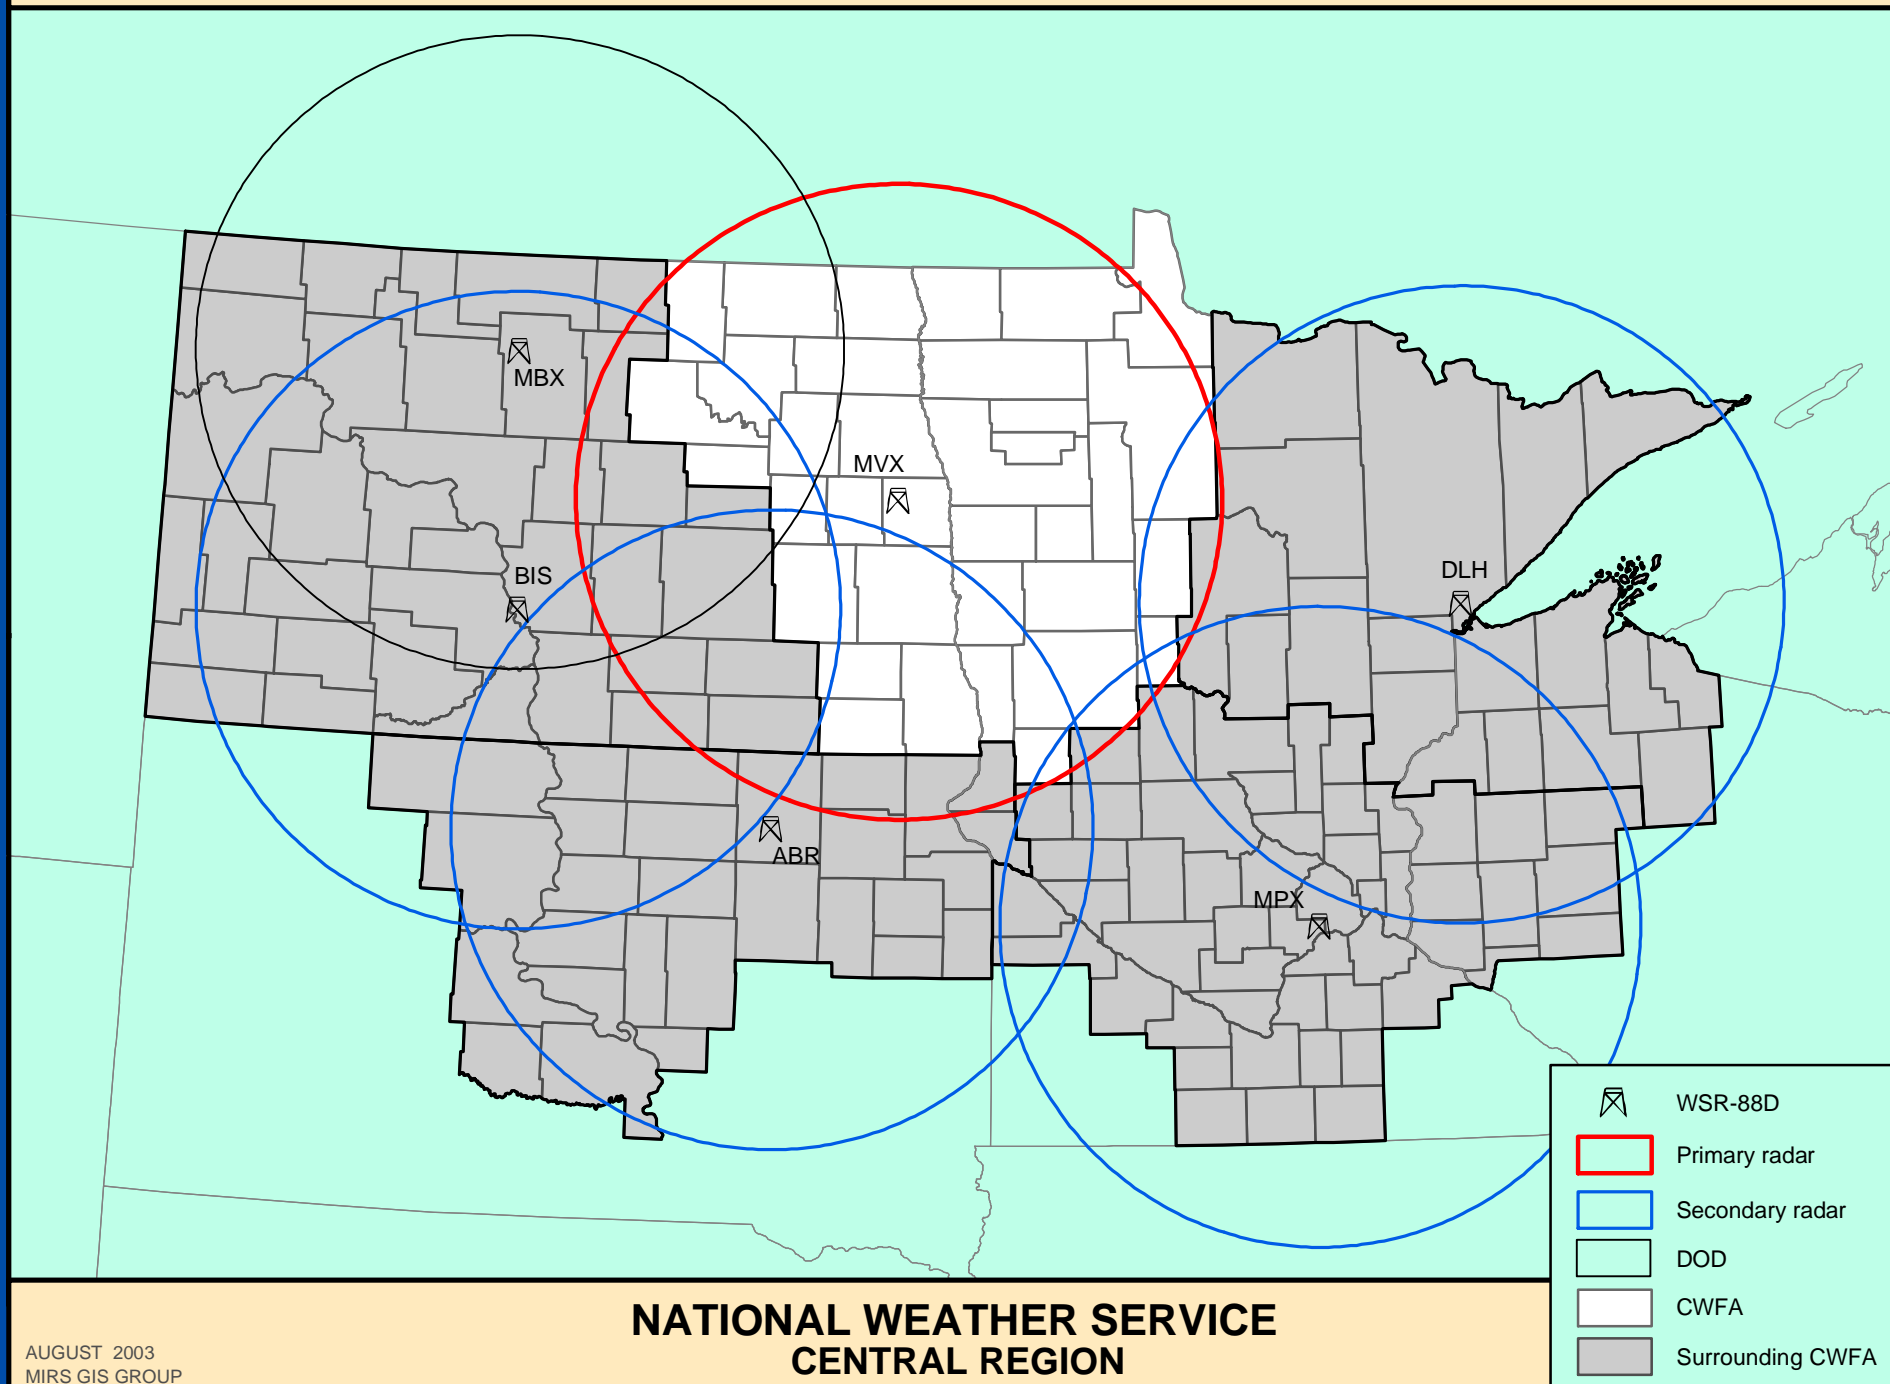 MBX
MVX
BIS
DLH
ABR
MPX
WSR-88D
Primary radar
Secondary radar
DOD
CWFA
Surrounding CWFA
NATIONAL WEATHER SERVICE
CENTRAL REGION
AUGUST 2003
MIRS GIS GROUP